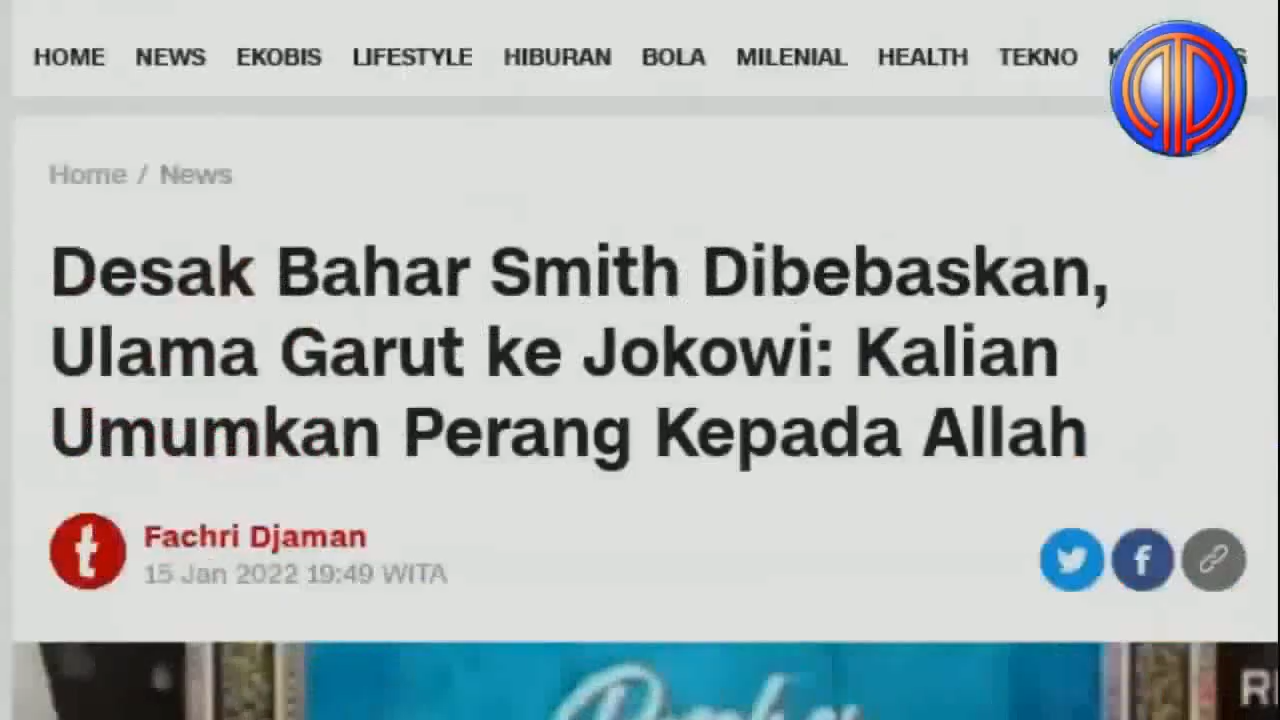 HOME NEWS EKOBIS LIFESTYLE HIBURAN BOLA MILENIAL HEALTH TEKNO
Home / News
Desak Bahar Smith Dibebaskan,
Ulama Garut ke Jokowi: Kalian
Umumkan Perang Kepada Allah
Fachri Djaman
15 Jan 2022 19:49 WITA